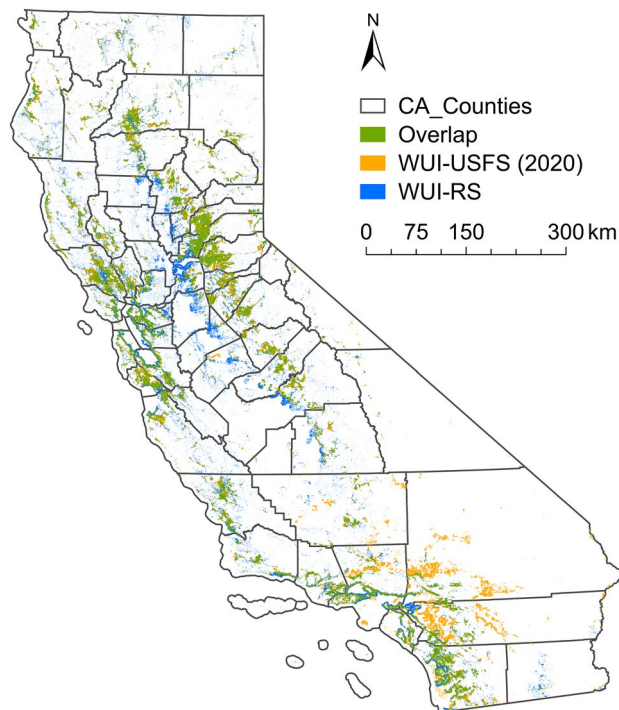 N
CA_Counties
Overlap
WUI-USFS (2020)
WUI-RS
0 75 150 300 km